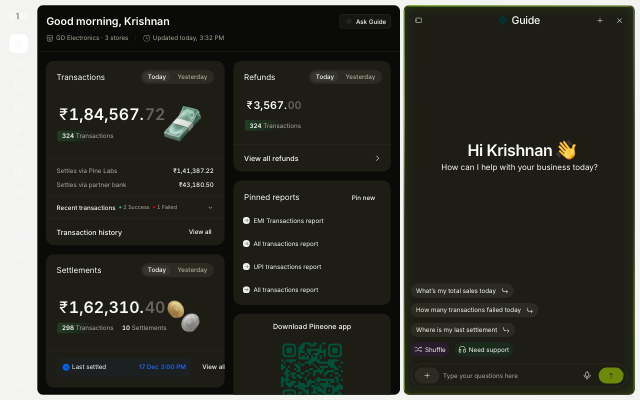 1
Good morning, Krishnan
GD Electronics · 3 stores
Updated today, 3:32 PM
Ask Guide
Transactions
Today
Yesterday
₹1,84,567.72
324 Transactions
Settles via Pine Labs
₹1,41,387.22
Settles via partner bank
₹43,180.50
Recent transactions
2 Success
1 Failed
Transaction history
View all
Settlements
Today
Yesterday
₹1,62,310.40
298 Transactions
10 Settlements
Last settled
17 Dec 3:00 PM
View all
Refunds
Today
Yesterday
₹3,567.00
324 Transactions
View all refunds
Pinned reports
Pin new
EMI Transactions report
All transactions report
UPI transactions report
All transactions report
Download Pineone app
Guide
Hi Krishnan 👋
How can I help with your business today?
What's my total sales today
How many transactions failed today
Where is my last settlement
Shuffle
Need support
Type your questions here